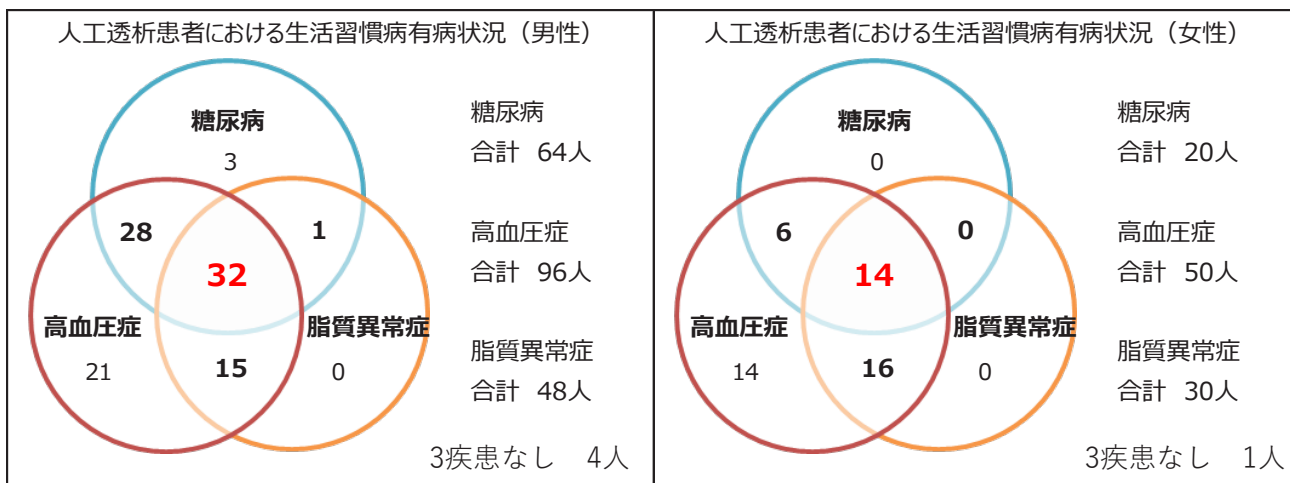 人工透析患者における生活習慣病有病状況（男性）
糖尿病
3
28
1
32
高血圧症
21
15
脂質異常症
0
糖尿病
合計 64人
高血圧症
合計 96人
脂質異常症
合計 48人
3疾患なし 4人
人工透析患者における生活習慣病有病状況（女性）
糖尿病
0
6
0
14
高血圧症
14
16
脂質異常症
0
糖尿病
合計 20人
高血圧症
合計 50人
脂質異常症
合計 30人
3疾患なし 1人